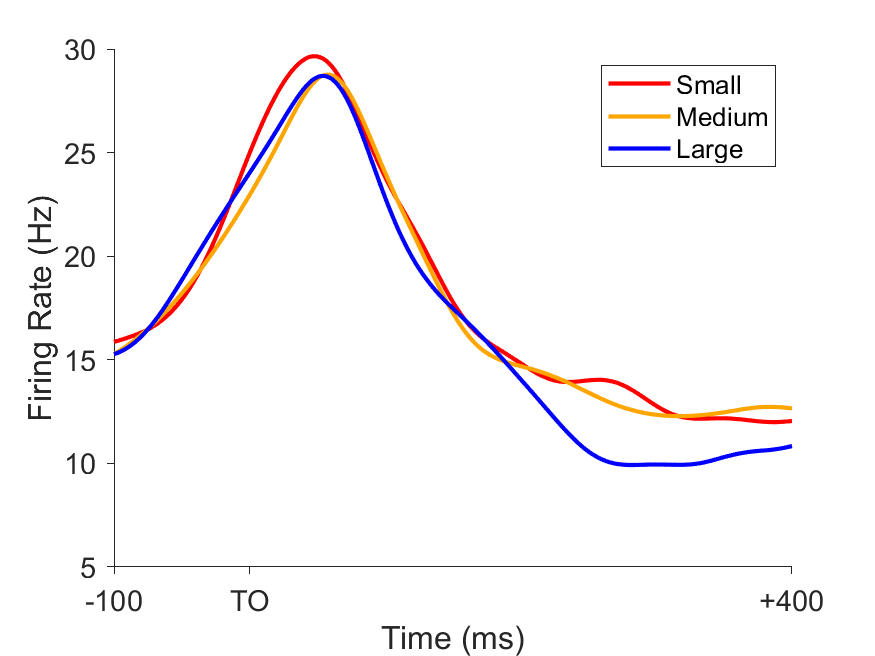 30
25
20
15
10
5
Firing Rate (Hz)
Small
Medium
Large
-100 TO +400
Time (ms)